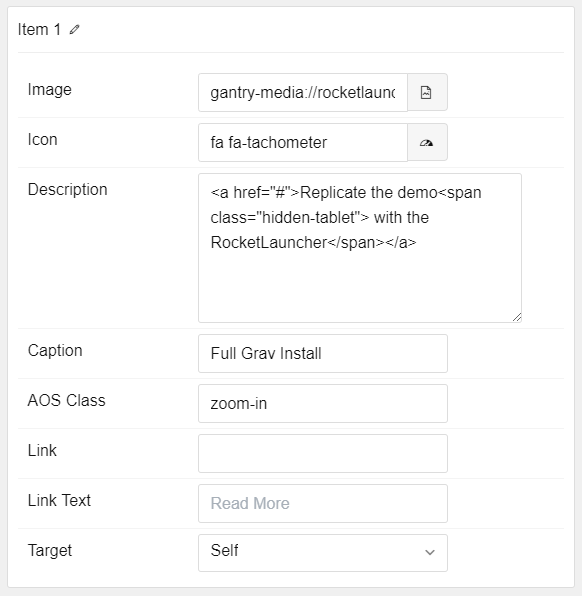 Item 1
Image
gantry-media://rocketlaunc
Icon
fa fa-tachometer
Description
<a href="#">Replicate the demo<span
class="hidden-tablet"> with the
RocketLauncher</span></a>
Caption
Full Grav Install
AOS Class
zoom-in
Link
Link Text
Read More
Target
Self